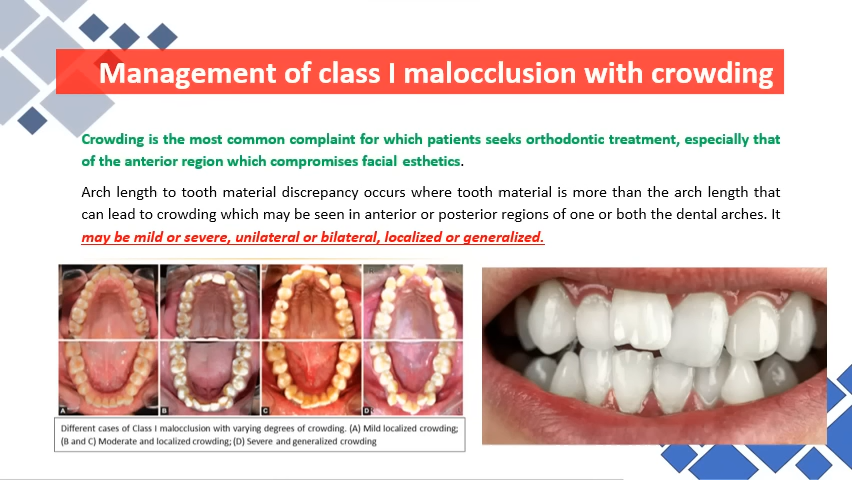 Management of class I malocclusion with crowding
Crowding is the most common complaint for which patients seeks orthodontic treatment, especially that
of the anterior region which compromises facial esthetics.
Arch length to tooth material discrepancy occurs where tooth material is more than the arch length that
can lead to crowding which may be seen in anterior or posterior regions of one or both the dental arches. It
may be mild or severe, unilateral or bilateral, localized or generalized.
A B C D
Different cases of Class I malocclusion with varying degrees of crowding. (A) Mild localized crowding;
(B and C) Moderate and localized crowding; (D) Severe and generalized crowding